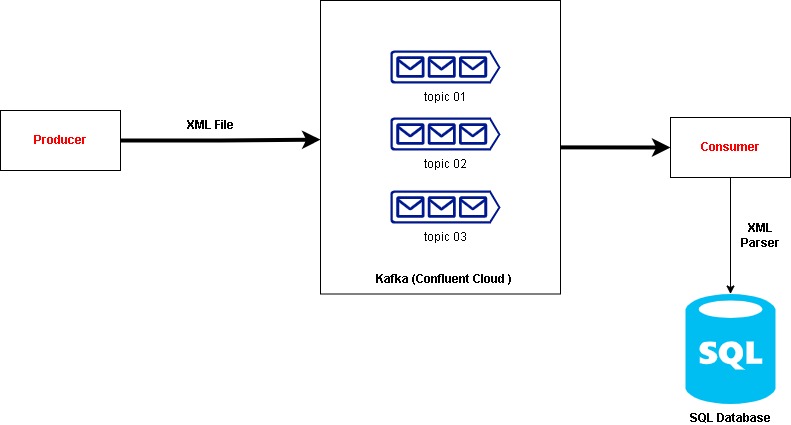 XML File
Producer
topic 01
topic 02
topic 03
Kafka (Confluent Cloud )
Consumer
XML
Parser
SQL
SQL Database